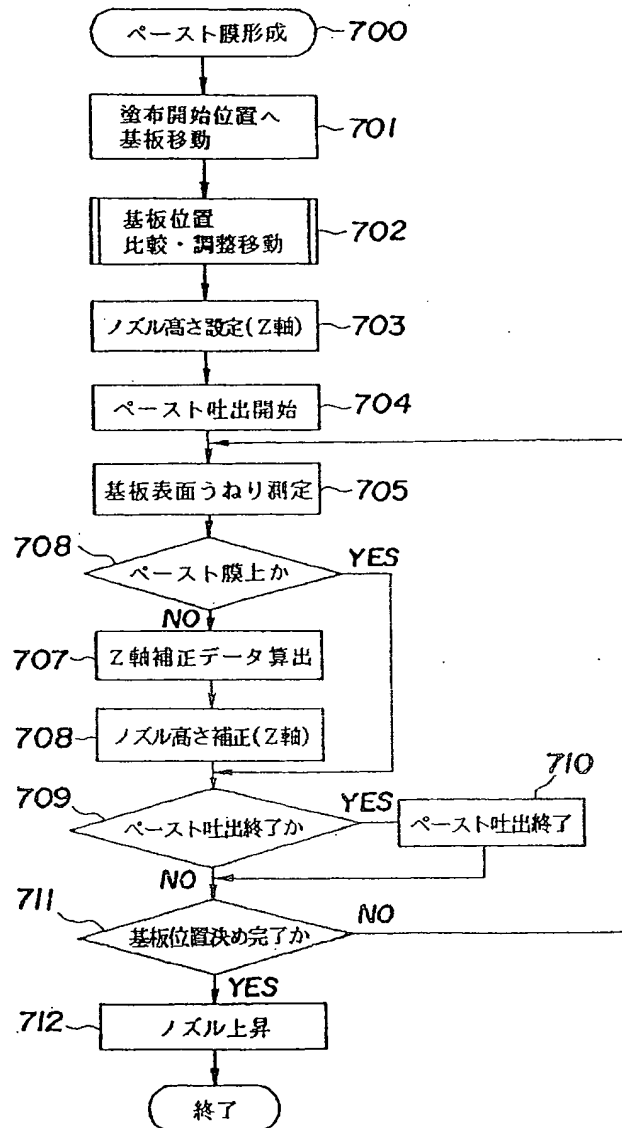 ペースト膜形成
700
塗布開始位置へ
基板移動
701
基板位置
比較・調整移動
702
ノズル高さ設定(Z軸)
703
ペースト吐出開始
704
基板表面うねり測定
705
708
ペースト膜上か
YES
NO
707
Z軸補正データ算出
708
ノズル高さ補正(Z軸)
709
ペースト吐出終了か
YES
710
ペースト吐出終了
NO
711
基板位置決め完了か
NO
YES
712
ノズル上昇
終了